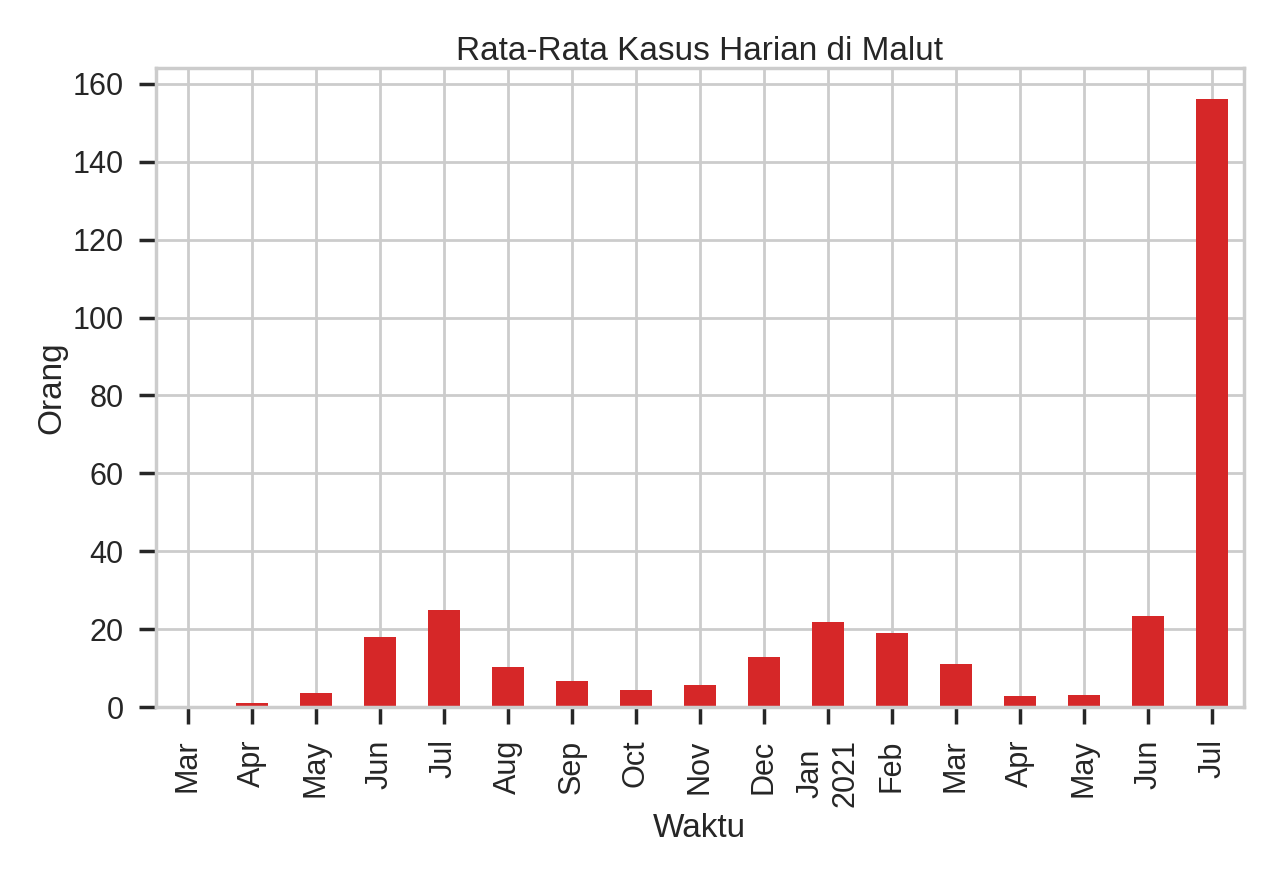 Rata-Rata Kasus Harian di Malut
160
140
120
100
80
60
40
20
0
Orang
Mar
Apr
May
Jun
Jul
Aug
Sep
Oct
Nov
Dec
Jan
2021
Feb
Mar
Apr
May
Jun
Jul
Waktu